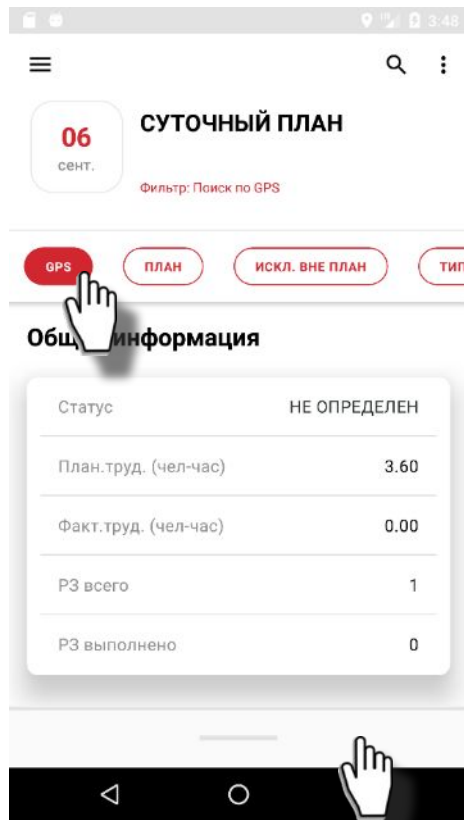 3:48
06
сент.
СУТОЧНЫЙ ПЛАН
Фильтр: Поиск по GPS
GPS
ПЛАН
ИСКЛ. ВНЕ ПЛАН
ТИП
информация
Статус
НЕ ОПРЕДЕЛЕН
План.труд. (чел-час)
3.60
Факт.труд. (чел-час)
0.00
РЗ всего
1
РЗ выполнено
0